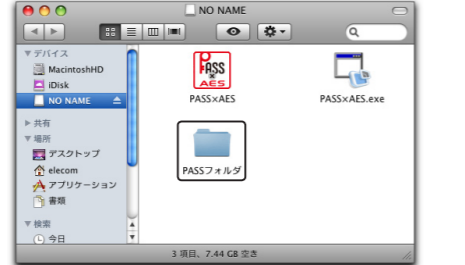 NO NAME
デバイス
MacintoshHD
iDisk
NO NAME
共有
場所
デスクトップ
elecom
アプリケーション
書類
検索
今日
PASS
AES
PASS×AES
PASS×AES.exe
PASSフォルダ
3 項目、7.44 GB 空き